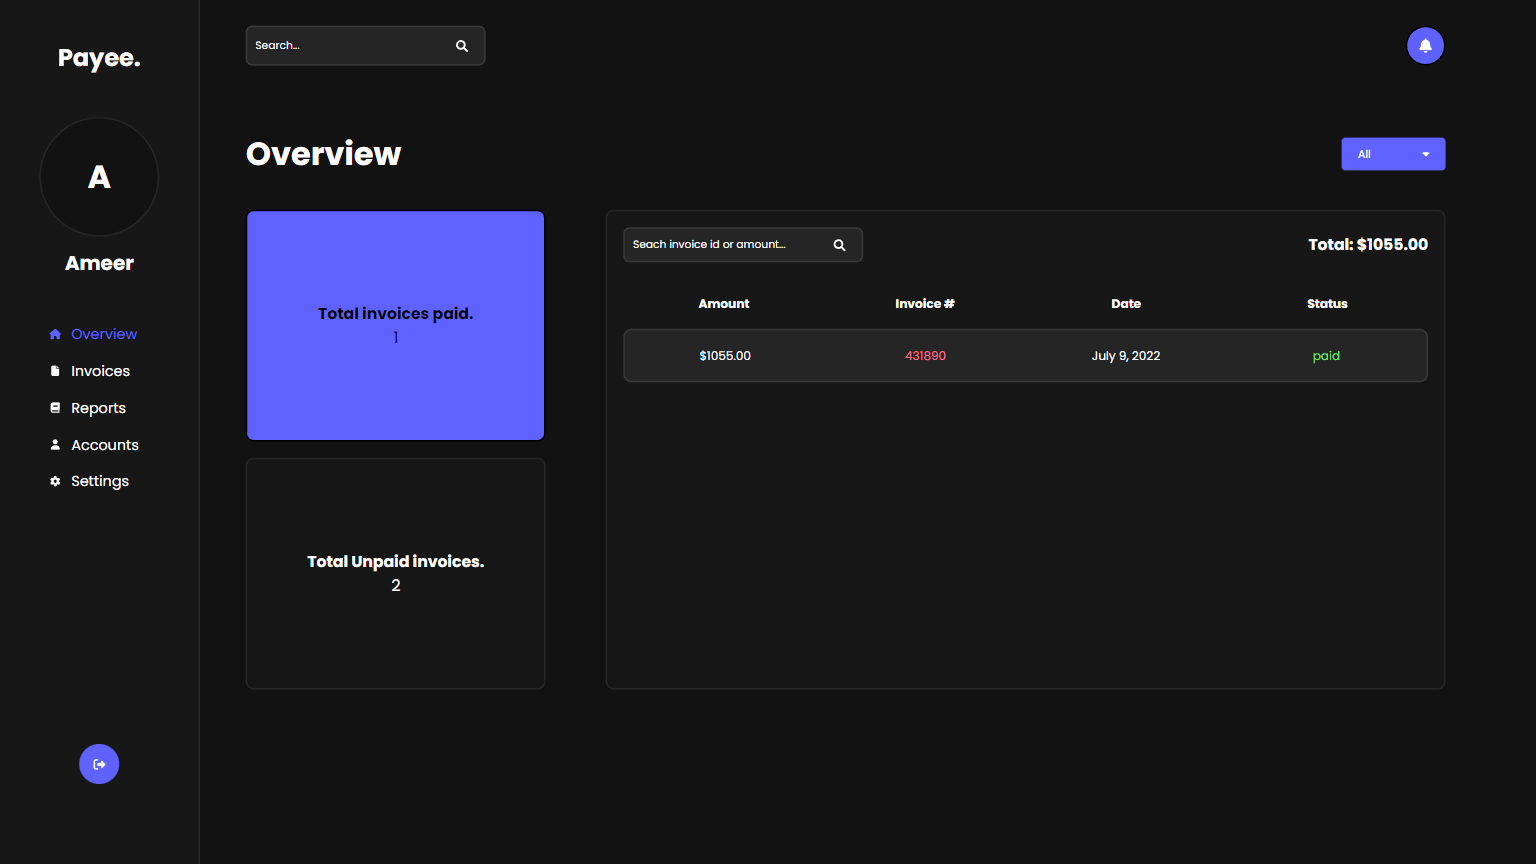 Payee.
A
Ameer
Overview
Invoices
Reports
Accounts
Settings
Search...
Overview
All
Total invoices paid.
1
Total Unpaid invoices.
2
Seach invoice id or amount...
Total: $1055.00
Amount Invoice # Date Status
$1055.00 431890 July 9, 2022 paid